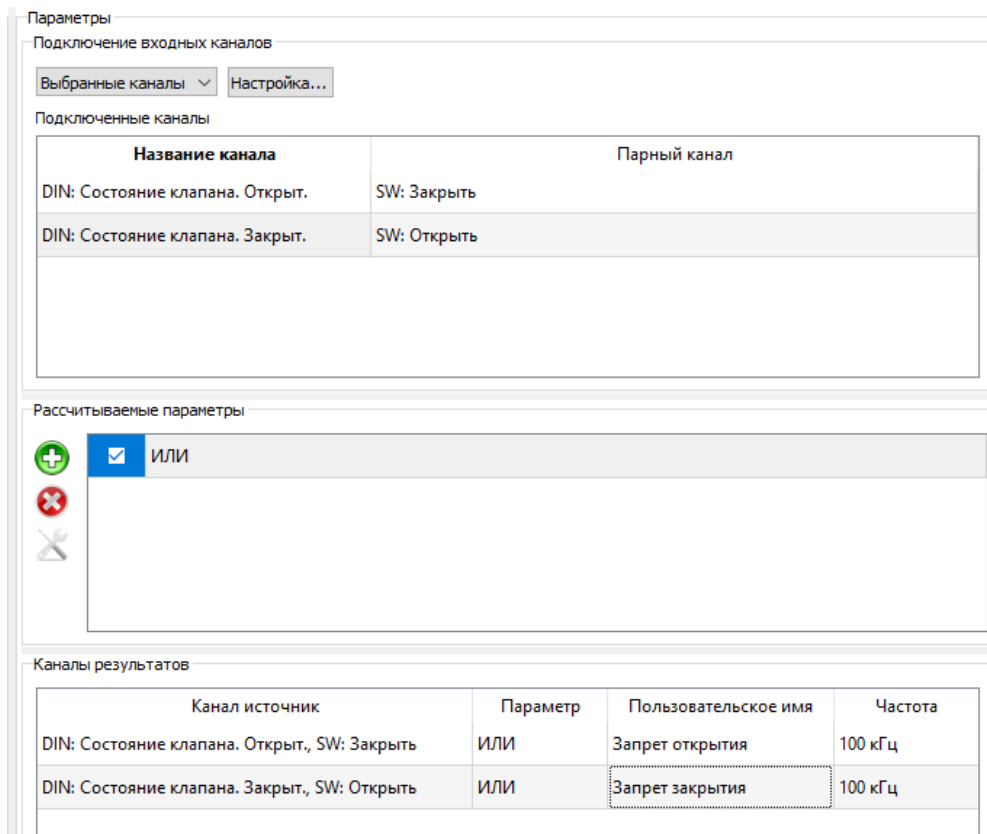 Параметры
Подключение входных каналов
Выбранные каналы Настройка...
Подключенные каналы
Название канала Парный канал
DIN: Состояние клапана. Открыт. SW: Закрыть
DIN: Состояние клапана. Закрыт. SW: Открыть
Рассчитываемые параметры
ИЛИ
Каналы результатов
Канал источник Параметр Пользовательское имя Частота
DIN: Состояние клапана. Открыт., SW: Закрыть ИЛИ Запрет открытия 100 кГц
DIN: Состояние клапана. Закрыт., SW: Открыть ИЛИ Запрет закрытия 100 кГц